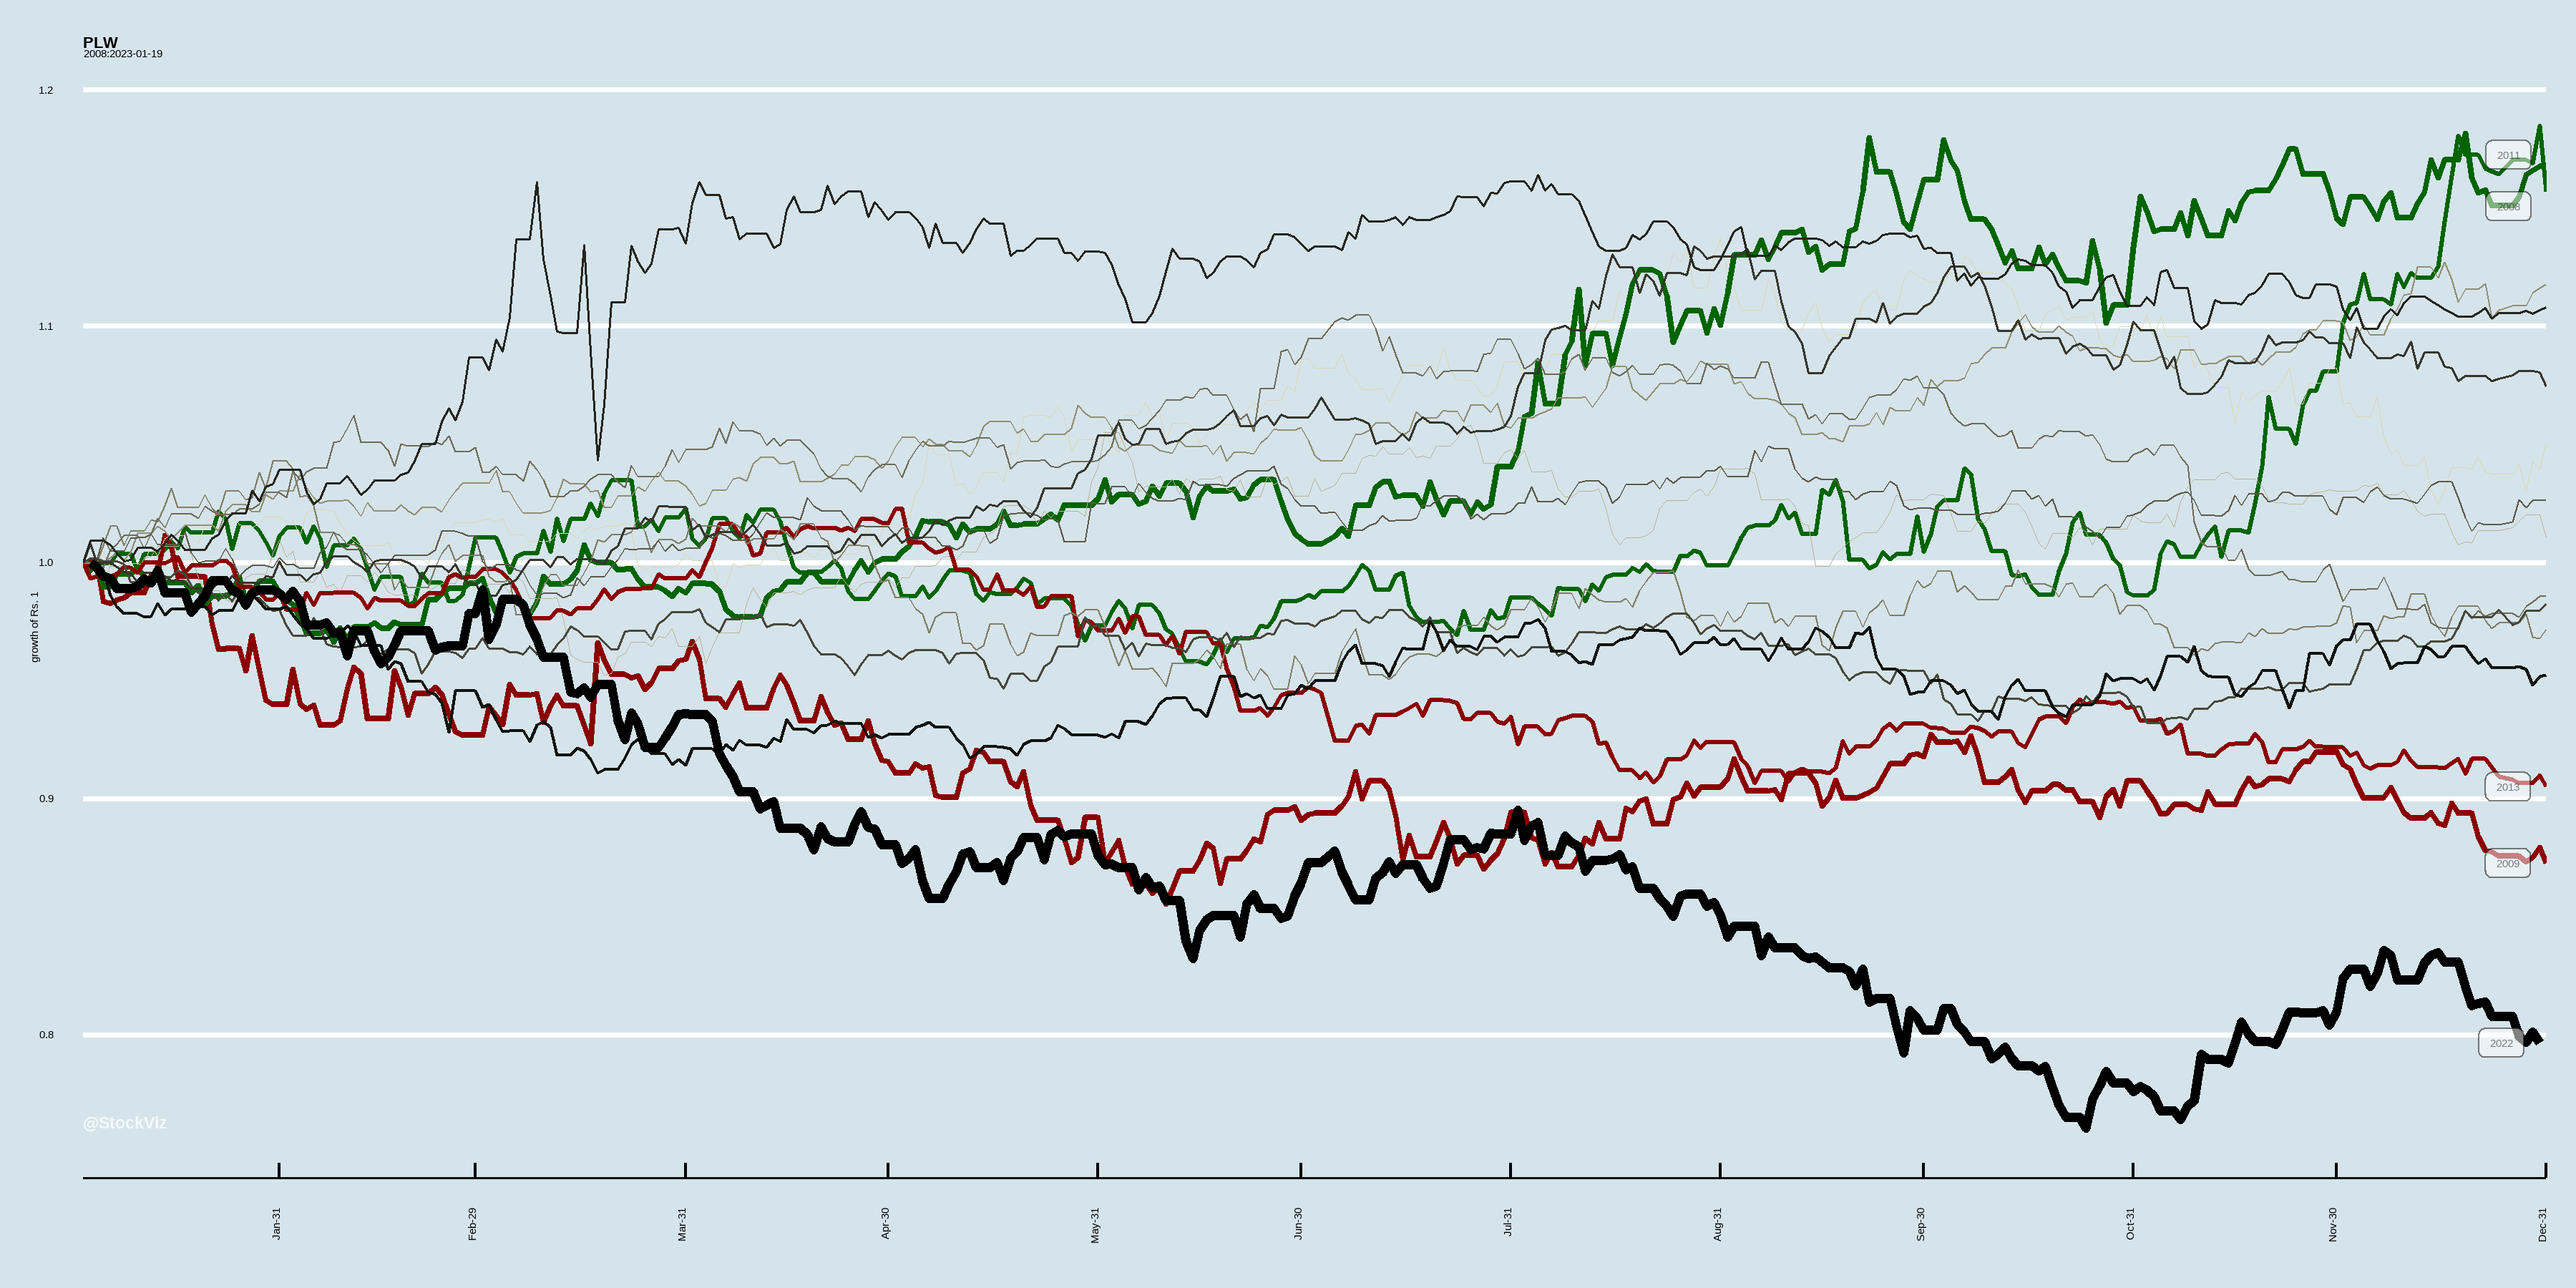 PLW
2008:2023-01-19
1.2
1.1
1.0
0.9
0.8
growth of Rs. 1
2011
2008
2013
2009
2022
@StockViz
Jan-31
Feb-29
Mar-31
Apr-30
May-31
Jun-30
Jul-31
Aug-31
Sep-30
Oct-31
Nov-30
Dec-31